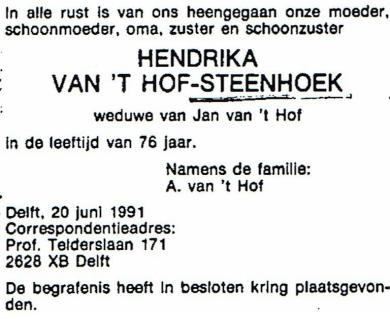 In alle rust is van ons heengegaan onze moeder,
schoonmoeder, oma, zuster en schoonzuster
HENDRIKA
VAN 'T HOF-STEENHOEK
weduwe van Jan van 't Hof
in de leeftijd van 76 jaar.
Namens de familie:
A. van 't Hof
Delft, 20 juni 1991
Correspondentieadres:
Prof. Telderslaan 171
2628 XB Delft
De begrafenis heeft in besloten kring plaatsgevon-
den.